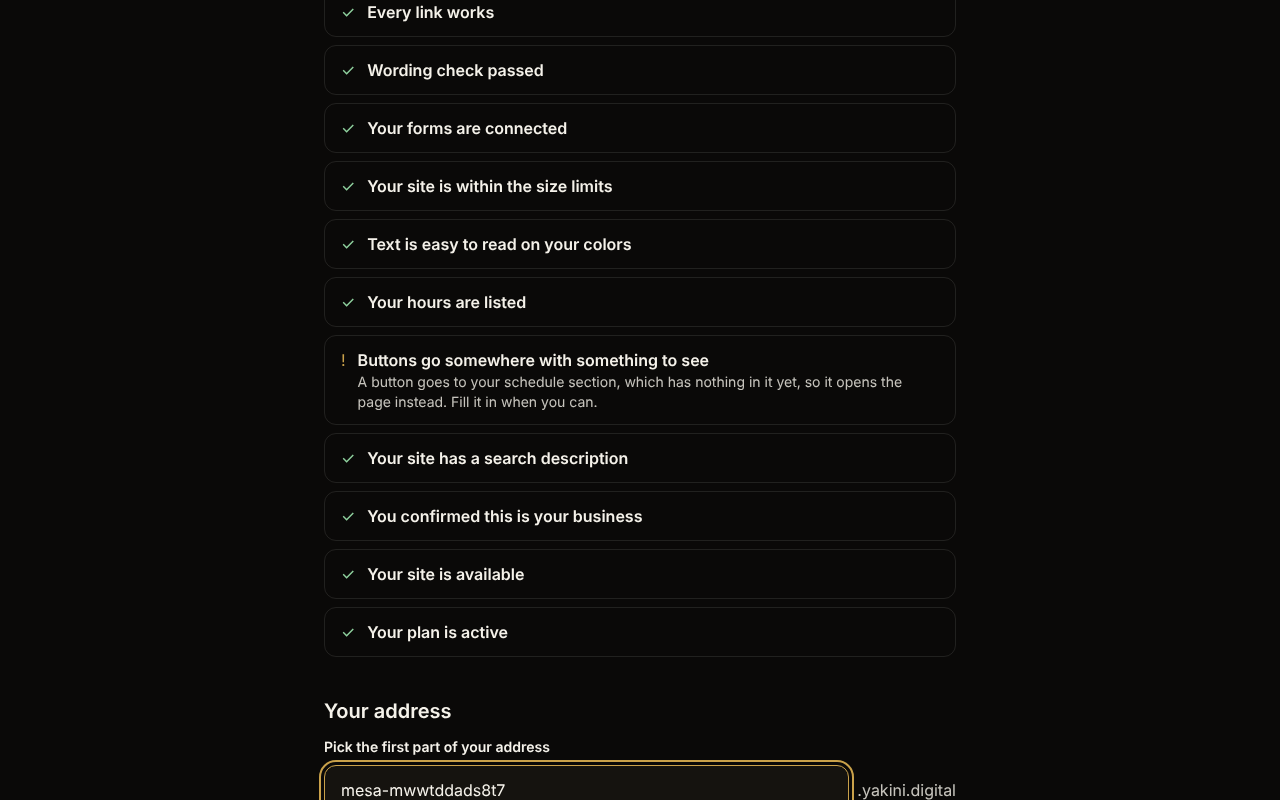 Every link works
Wording check passed
Your forms are connected
Your site is within the size limits
Text is easy to read on your colors
Your hours are listed
! Buttons go somewhere with something to see
A button goes to your schedule section, which has nothing in it yet, so it opens the
page instead. Fill it in when you can.
Your site has a search description
You confirmed this is your business
Your site is available
Your plan is active
Your address
Pick the first part of your address
mesa-mwwtddads8t7 .yakini.digital